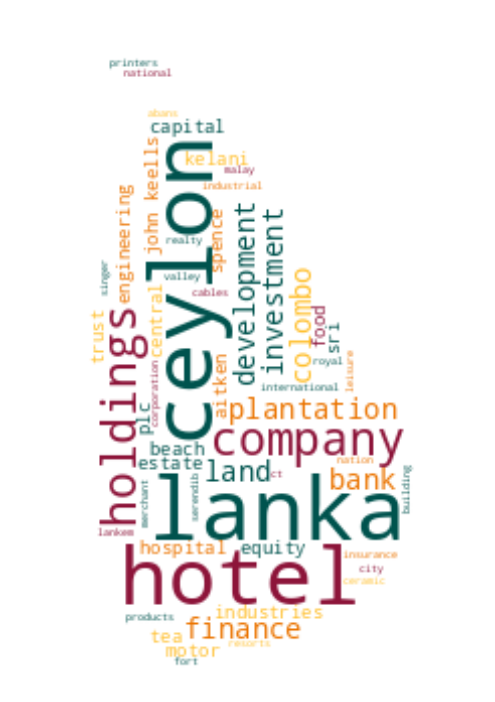 printers
national
abans
capital
ceylon
kelani
john keells
malay
industrial
engineering
spence
development
investment
realty
singer
valley
cables
colombo
holdings
trust
central
food
sri
royal
leisure
corporation
aitken
international
plc
plantation
company
beach
estate
land
ct
nation
bank
building
lanka
merchant
serendib
lankem
hospital
equity
hotel
insurance
city
ceramic
products
industries
finance
tea
motor
resorts
fort